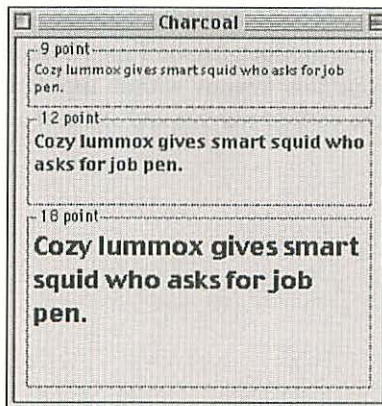 Charcoal
9 point
Cozy lummox gives smart squid who asks for job
pen.
12 point
Cozy lummox gives smart squid who
asks for job pen.
18 point
Cozy lummox gives smart
squid who asks for job
pen.